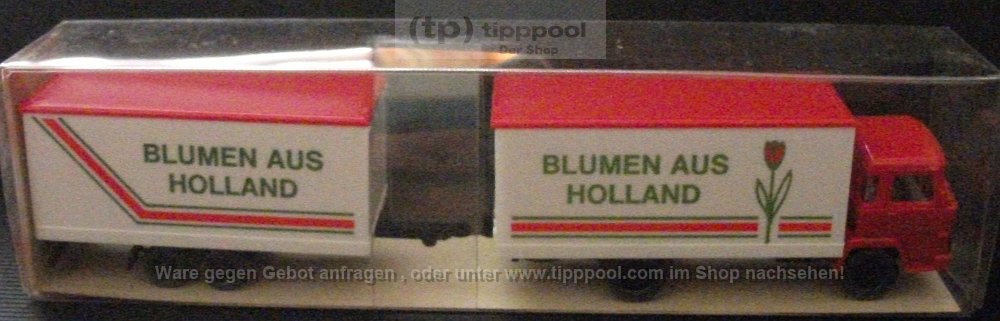 (tp) tipppool
Der Shop
BLUMEN AUS
HOLLAND
BLUMEN AUS
HOLLAND
Ware gegen Gebot anfragen , oder unter www.tipppool.com im Shop nachsehen!